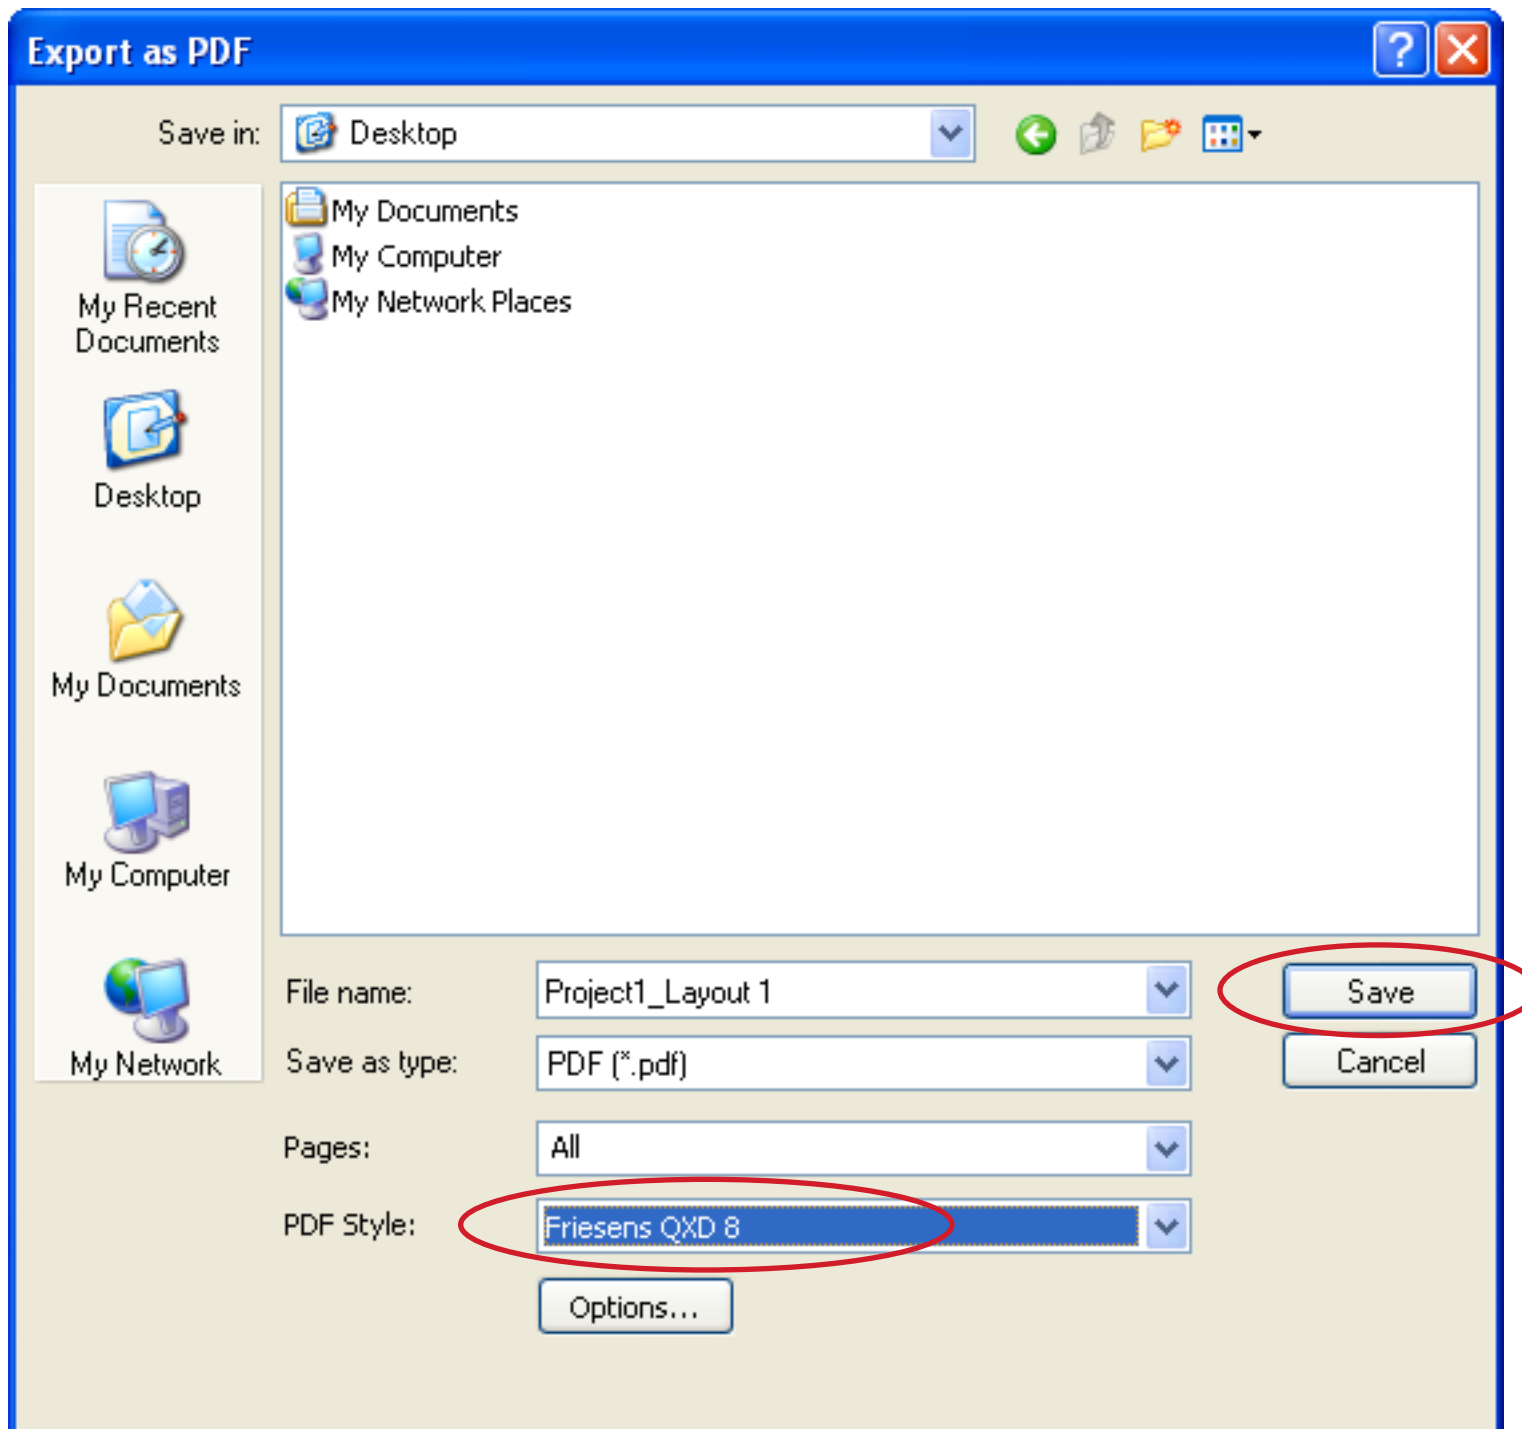 Export as PDF
?
Save in:
Desktop
My Documents
My Computer
My Network Places
My Recent
Documents
Desktop
My Documents
My Computer
My Network
File name:
Project1_Layout 1
Save
Save as type:
PDF (*.pdf)
Cancel
Pages:
All
PDF Style:
Friesens QXD 8
Options...